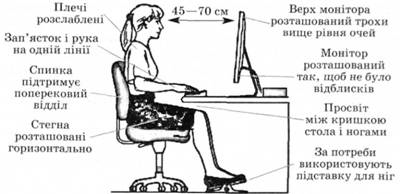 Плечі
розслаблені
Зап'ясток і рука
на одній лінії
Спинка
підтримує
поперековий
відділ
Стегна
розташовані
горизонтально
45—70 см
Верх монітора
розташований трохи
вище рівня очей
Монітор
розташований
так, щоб не було
відблисків
Просвіт
між кришкою
стола і ногами
За потреби
використовують
підставку для ніг